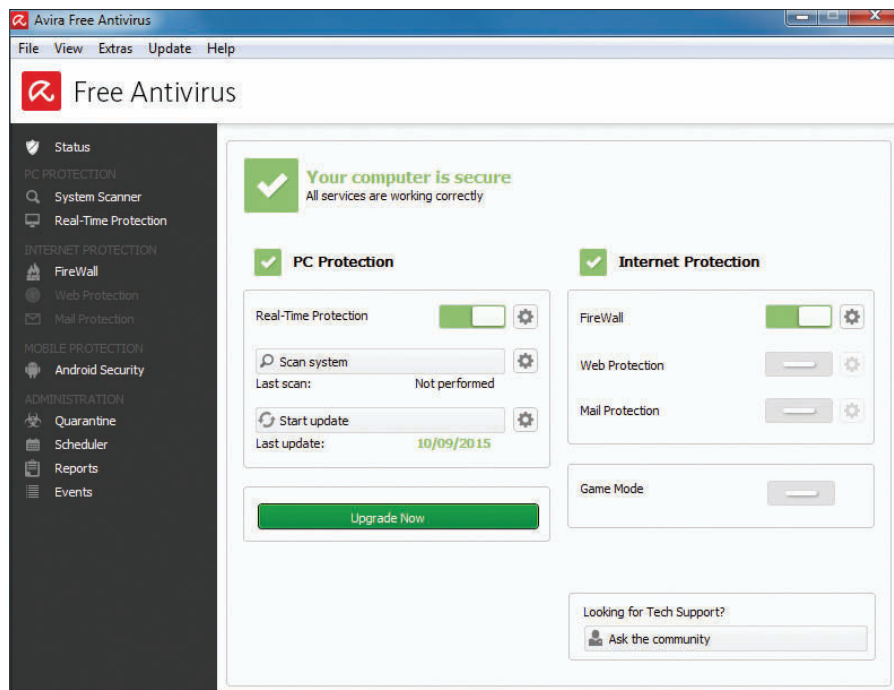 Avira Free Antivirus
File View Extras Update Help
Free Antivirus
Status
PC PROTECTION
System Scanner
Real-Time Protection
INTERNET PROTECTION
FireWall
Web Protection
Mail Protection
MOBILE PROTECTION
Android Security
ADMINISTRATION
Quarantine
Scheduler
Reports
Events
Your computer is secure
All services are working correctly
PC Protection
Real-Time Protection
Scan system
Last scan: Not performed
Start update
Last update: 10/09/2015
Upgrade Now
Internet Protection
FireWall
Web Protection
Mail Protection
Game Mode
Looking for Tech Support?
Ask the community